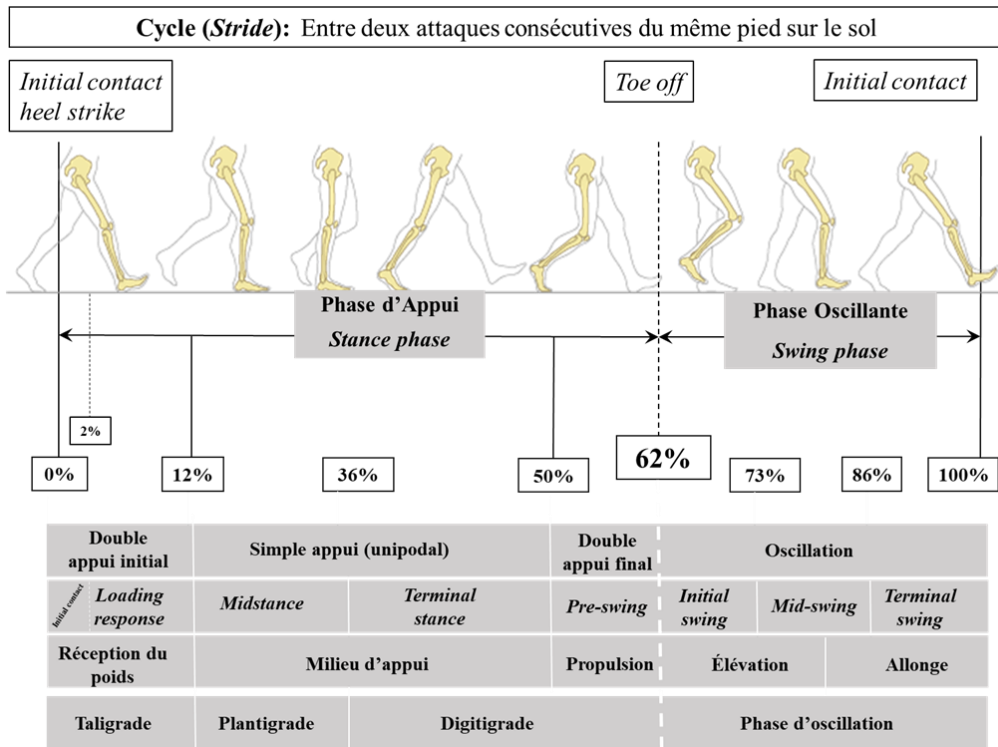 Cycle (Stride): Entre deux attaques consécutives du même pied sur le sol
Initial contact
heel strike
Toe off
Initial contact
Phase d'Appui
Stance phase
Phase Oscillante
Swing phase
2%
0%
12%
36%
50%
62%
73%
86%
100%
Double
appui initial
Simple appui (unipodal)
Double
appui final
Oscillation
Initial contact
Loading
response
Midstance
Terminal
stance
Pre-swing
Initial
swing
Mid-swing
Terminal
swing
Réception du
poids
Milieu d'appui
Propulsion
Élévation
Allonge
Taligrade
Plantigrade
Digitigrade
Phase d'oscillation